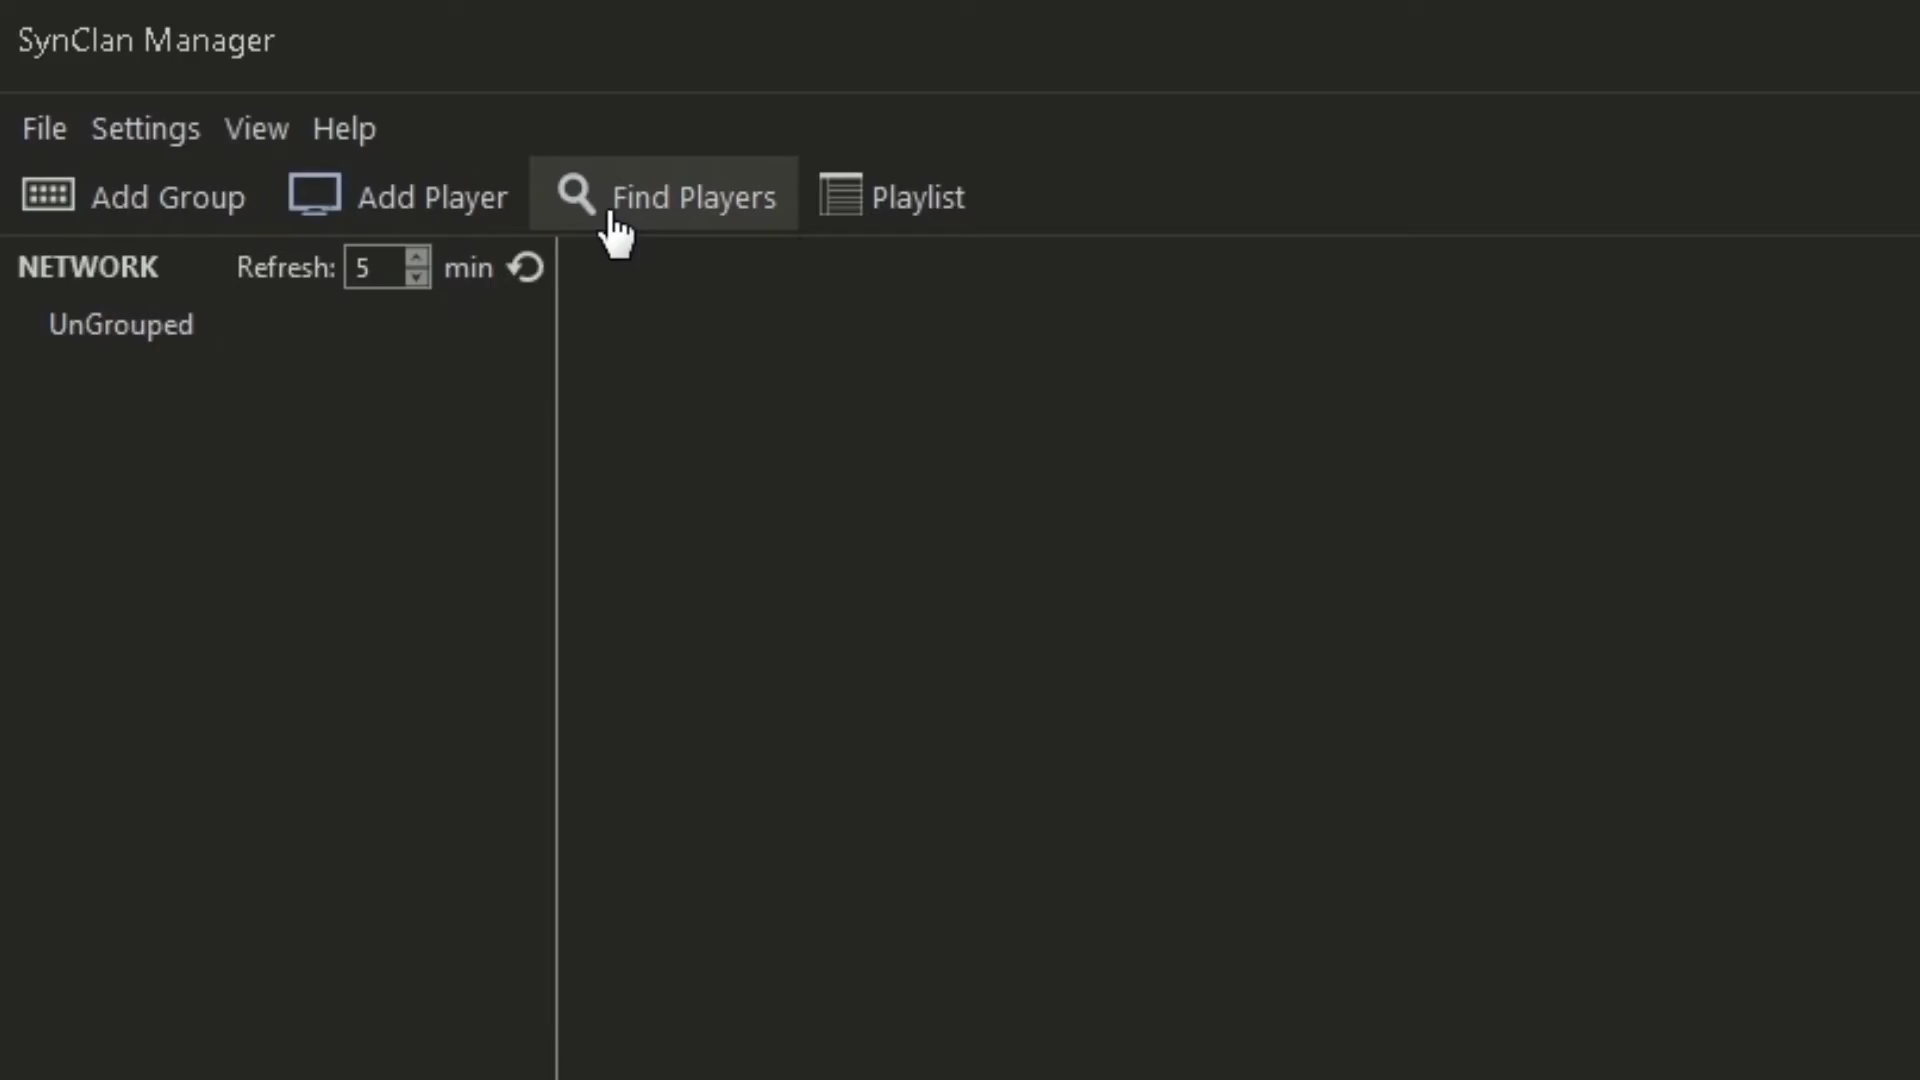 SynClan Manager
File Settings View Help
Add Group Add Player Find Players Playlist
NETWORK Refresh: 5 min
UnGrouped